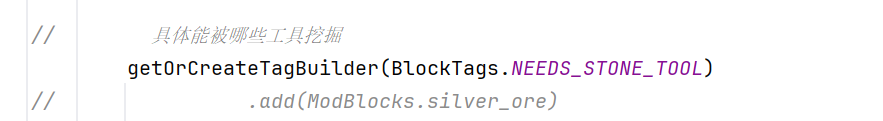 //        具体能被哪些工具挖掘
        getOrCreateTagBuilder(BlockTags.NEEDS_STONE_TOOL)
//                .add(ModBlocks.silver_ore)